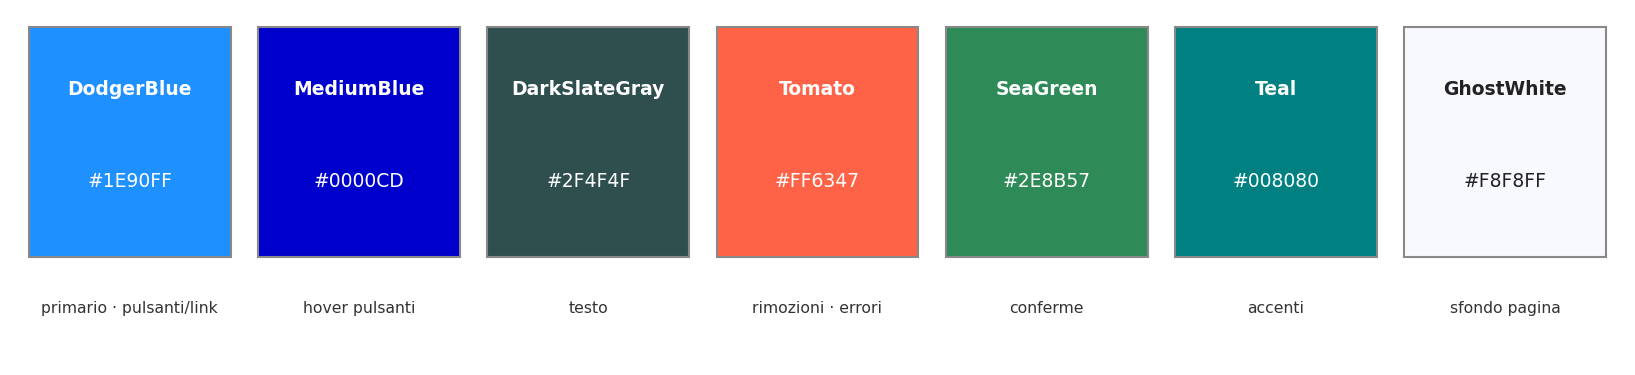 DodgerBlue
#1E90FF
primario · pulsanti/link
MediumBlue
#0000CD
hover pulsanti
DarkSlateGray
#2F4F4F
testo
Tomato
#FF6347
rimozioni · errori
SeaGreen
#2E8B57
conferme
Teal
#008080
accenti
GhostWhite
#F8F8FF
sfondo pagina